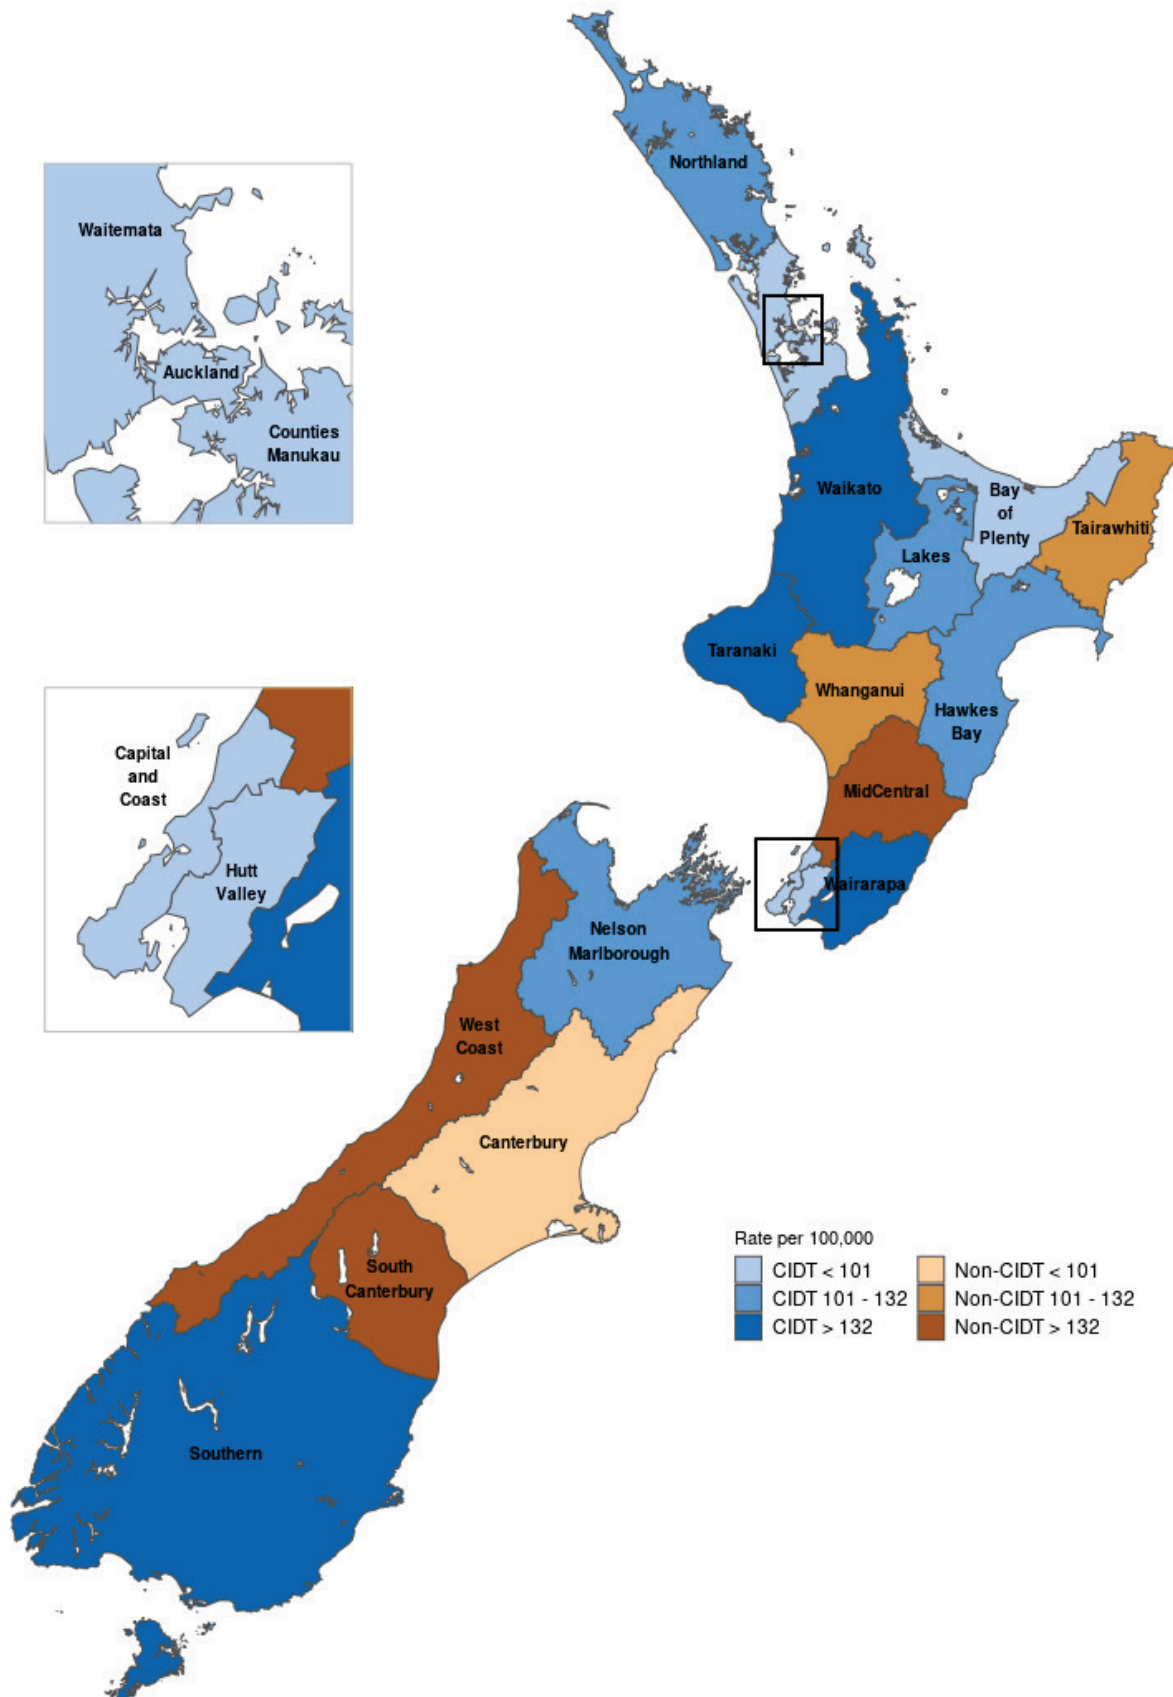 Northland
Waitemata
Auckland
Counties
Manukau
Waikato
Bay
of
Plenty
Tairawhiti
Lakes
Taranaki
Whanganui
Hawkes
Bay
MidCentral
Wairarapa
Capital
and
Coast
Hutt
Valley
Nelson
Marlborough
West
Coast
Canterbury
South
Canterbury
Southern
Rate per 100,000
CIDT < 101
CIDT 101 - 132
CIDT > 132
Non-CIDT < 101
Non-CIDT 101 - 132
Non-CIDT > 132